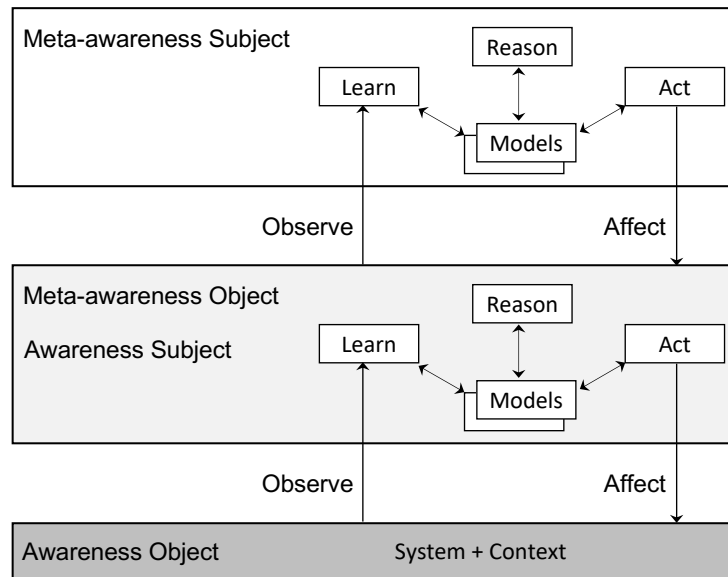 Meta-awareness Subject
Reason
Learn
Act
Models
Observe
Affect
Meta-awareness Object
Reason
Awareness Subject
Learn
Act
Models
Observe
Affect
Awareness Object
System + Context